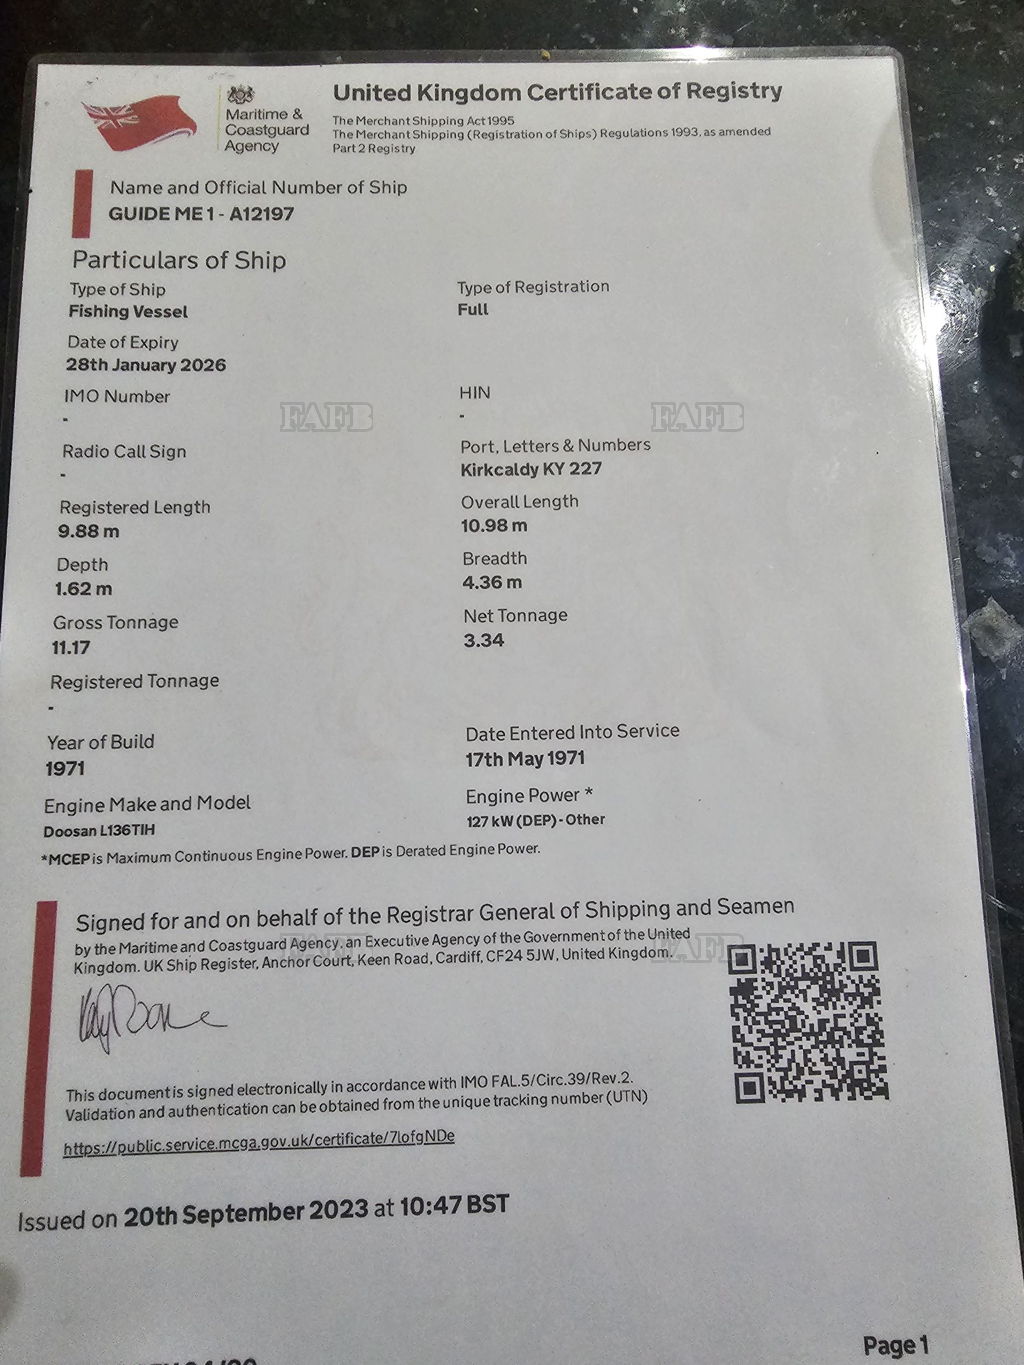 Maritime &
Coastguard
Agency
United Kingdom Certificate of Registry
The Merchant Shipping Act 1995
The Merchant Shipping (Registration of Ships) Regulations 1993, as amended
Part 2 Registry
Name and Official Number of Ship
GUIDE ME 1 - A12197
Particulars of Ship
Type of Ship
Fishing Vessel
Type of Registration
Full
Date of Expiry
28th January 2026
IMO Number
-
HIN
-
FAFB
FAFB
Radio Call Sign
-
Port, Letters & Numbers
Kirkcaldy KY 227
Registered Length
9.88 m
Overall Length
10.98 m
Depth
1.62 m
Breadth
4.36 m
Gross Tonnage
11.17
Net Tonnage
3.34
Registered Tonnage
-
Year of Build
1971
Date Entered Into Service
17th May 1971
Engine Make and Model
Doosan L136TIH
Engine Power *
127 kW (DEP) - Other
*MCEP is Maximum Continuous Engine Power. DEP is Derated Engine Power.
Signed for and on behalf of the Registrar General of Shipping and Seamen
by the Maritime and Coastguard Agency, an Executive Agency of the Government of the United
Kingdom. UK Ship Register, Anchor Court, Keen Road, Cardiff, CF24 5JW, United Kingdom.
FAFB
FAFB
This document is signed electronically in accordance with IMO FAL.5/Circ.39/Rev.2.
Validation and authentication can be obtained from the unique tracking number (UTN)
https://public.service.mcga.gov.uk/certificate/7lofgNDe
Issued on 20th September 2023 at 10:47 BST
Page 1